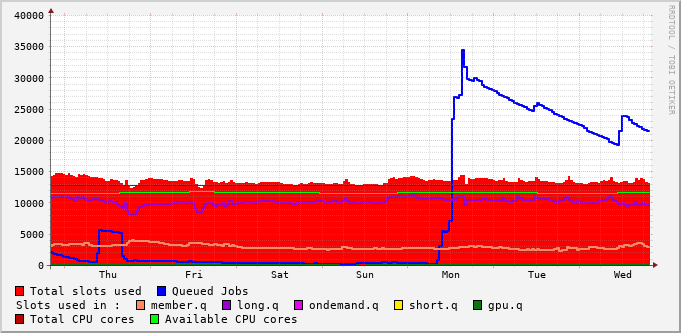 40000
35000
30000
25000
20000
15000
10000
5000
0
Thu Fri Sat Sun Mon Tue Wed
RRDTOOL / TOBI OETIKER
Total slots used Queued Jobs
Slots used in : member.q long.q ondemand.q short.q gpu.q
Total CPU cores Available CPU cores